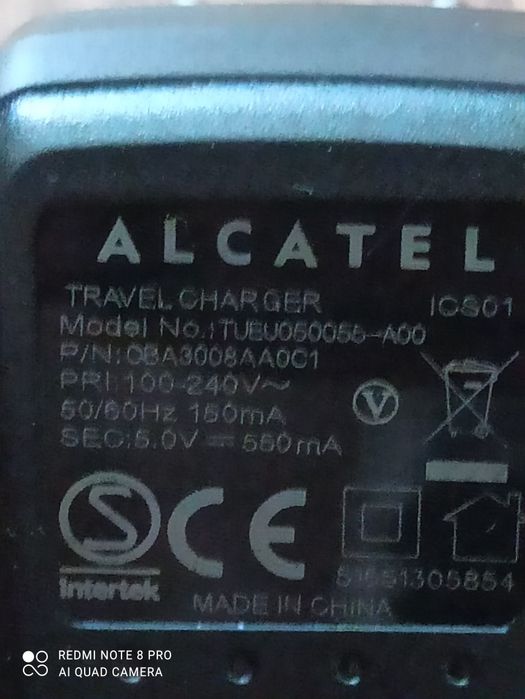 ALCATEL
TRAVEL CHARGER ICS01
Model No.: TUEU050055-A00
P/N: CBA3008AA0C1
PRI: 100-240V~
50/60Hz 150mA
V
SEC: 5.0V ⎓ 550mA
S
Intertek
CE
MADE IN CHINA
REDMI NOTE 8 PRO
AI QUAD CAMERA